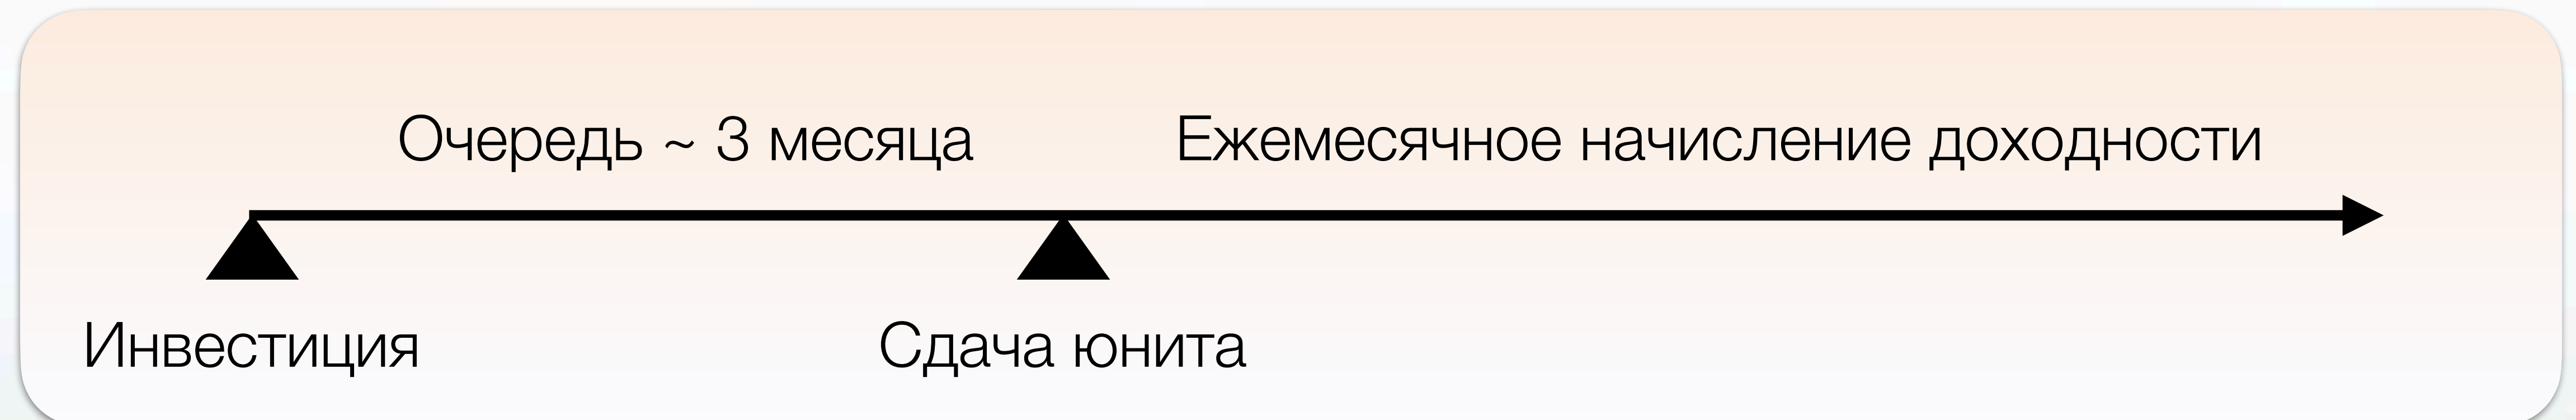 Очередь ~ 3 месяца
Ежемесячное начисление доходности
Инвестиция
Сдача юнита